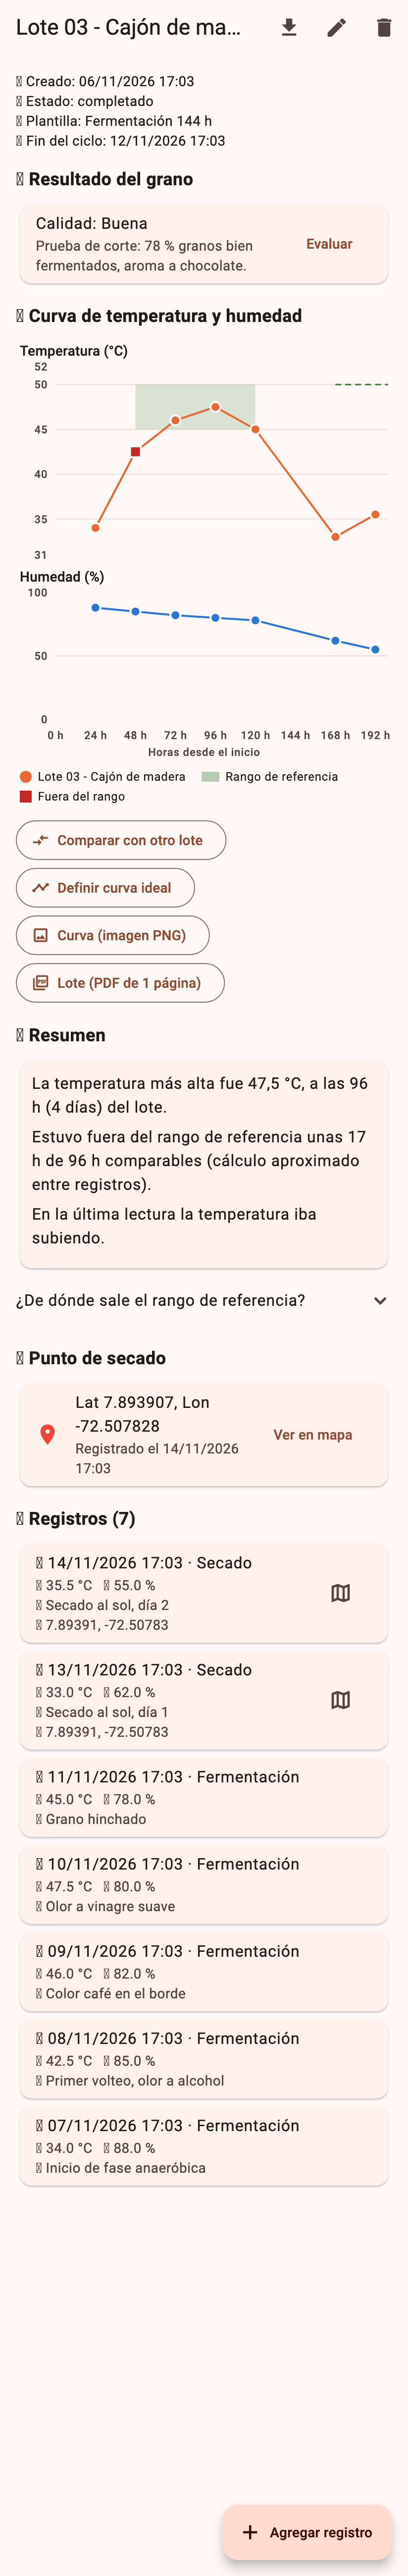 Lote 03 - Cajón de ma...
Creado: 06/11/2026 17:03
Estado: completado
Plantilla: Fermentación 144 h
Fin del ciclo: 12/11/2026 17:03
Resultado del grano
Calidad: Buena
Prueba de corte: 78 % granos bien
fermentados, aroma a chocolate.
Evaluar
Curva de temperatura y humedad
Temperatura (°C)
52
50
45
40
35
31
Humedad (%)
100
50
0
0 h 24 h 48 h 72 h 96 h 120 h 144 h 168 h 192 h
Horas desde el inicio
Lote 03 - Cajón de madera Rango de referencia
Fuera del rango
Comparar con otro lote
Definir curva ideal
Curva (imagen PNG)
PDF Lote (PDF de 1 página)
Resumen
La temperatura más alta fue 47,5 °C, a las 96
h (4 días) del lote.
Estuvo fuera del rango de referencia unas 17
h de 96 h comparables (cálculo aproximado
entre registros).
En la última lectura la temperatura iba
subiendo.
¿De dónde sale el rango de referencia?
Punto de secado
Lat 7.893907, Lon
-72.507828
Registrado el 14/11/2026
17:03
Ver en mapa
Registros (7)
14/11/2026 17:03 · Secado
35.5 °C 55.0 %
Secado al sol, día 2
7.89391, -72.50783
13/11/2026 17:03 · Secado
33.0 °C 62.0 %
Secado al sol, día 1
7.89391, -72.50783
11/11/2026 17:03 · Fermentación
45.0 °C 78.0 %
Grano hinchado
10/11/2026 17:03 · Fermentación
47.5 °C 80.0 %
Olor a vinagre suave
09/11/2026 17:03 · Fermentación
46.0 °C 82.0 %
Color café en el borde
08/11/2026 17:03 · Fermentación
42.5 °C 85.0 %
Primer volteo, olor a alcohol
07/11/2026 17:03 · Fermentación
34.0 °C 88.0 %
Inicio de fase anaeróbica
Agregar registro